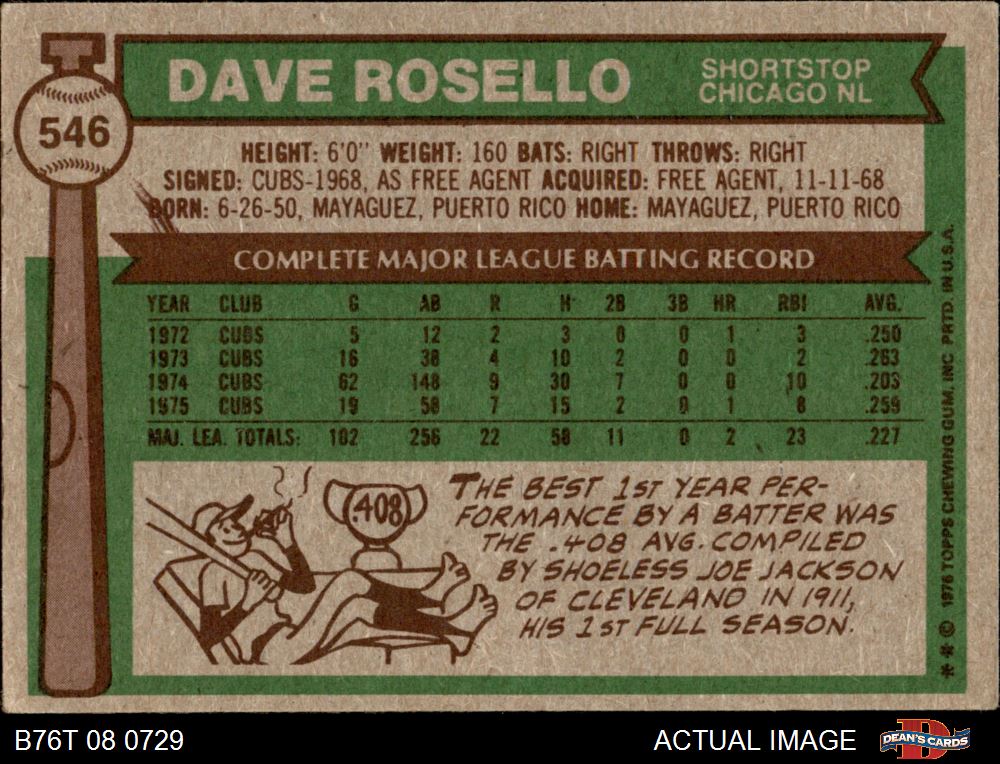 546
DAVE ROSELLO
SHORTSTOP
CHICAGO NL
HEIGHT: 6'0" WEIGHT: 160 BATS: RIGHT THROWS: RIGHT
SIGNED: CUBS-1968, AS FREE AGENT ACQUIRED: FREE AGENT, 11-11-68
BORN: 6-26-50, MAYAGUEZ, PUERTO RICO HOME: MAYAGUEZ, PUERTO RICO
COMPLETE MAJOR LEAGUE BATTING RECORD
YEAR CLUB G AB R H 2B 3B HR RBI AVG.
1972 CUBS 5 12 2 3 0 0 1 3 .250
1973 CUBS 16 38 4 10 2 0 0 2 .263
1974 CUBS 62 148 9 30 7 0 0 10 .203
1975 CUBS 19 58 7 15 2 0 1 8 .259
MAJ. LEA. TOTALS: 102 256 22 58 11 0 2 23 .227
.408
THE BEST 1ST YEAR PER-
FORMANCE BY A BATTER WAS
THE .408 AVG. COMPILED
BY SHOELESS JOE JACKSON
OF CLEVELAND IN 1911,
HIS 1ST FULL SEASON.
** © 1976 TOPPS CHEWING GUM, INC PRTD. IN U.S.A.
B76T 08 0729
ACTUAL IMAGE
D
DEAN'S CARDS